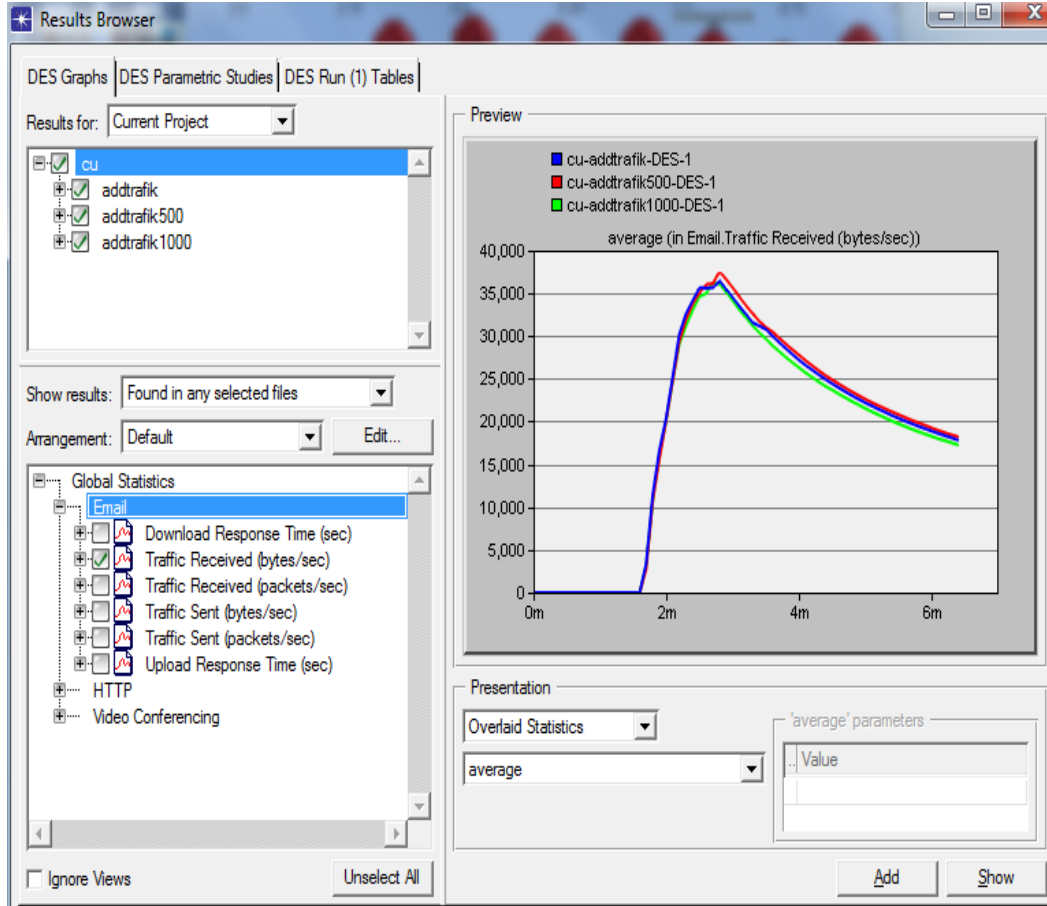 Results Browser
DES Graphs DES Parametric Studies DES Run (1) Tables
Results for: Current Project
cu
addtrafik
addtrafik500
addtrafik1000
Show results: Found in any selected files
Arrangement: Default Edit...
Global Statistics
Email
Download Response Time (sec)
Traffic Received (bytes/sec)
Traffic Received (packets/sec)
Traffic Sent (bytes/sec)
Traffic Sent (packets/sec)
Upload Response Time (sec)
HTTP
Video Conferencing
Ignore Views Unselect All
Preview
cu-addtrafik-DES-1
cu-addtrafik500-DES-1
cu-addtrafik1000-DES-1
average (in Email.Traffic Received (bytes/sec))
40,000
35,000
30,000
25,000
20,000
15,000
10,000
5,000
0
0m 2m 4m 6m
Presentation
Overlaid Statistics
average
'average' parameters
.. Value
Add Show